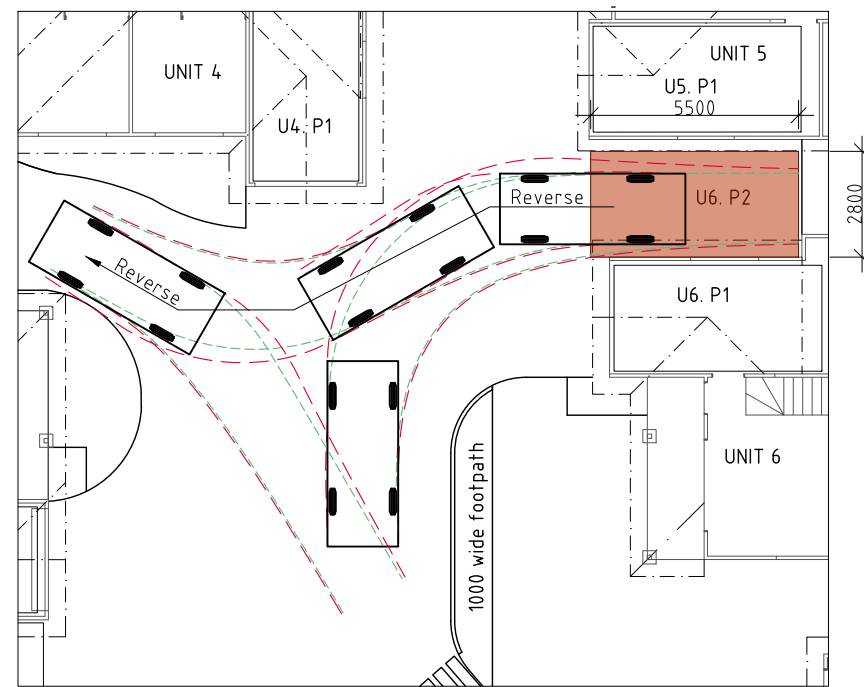 UNIT 4
UNIT 5
U5. P1
5500
U4. P1
Reverse
U6. P2
2800
Reverse
U6. P1
UNIT 6
1000 wide footpath